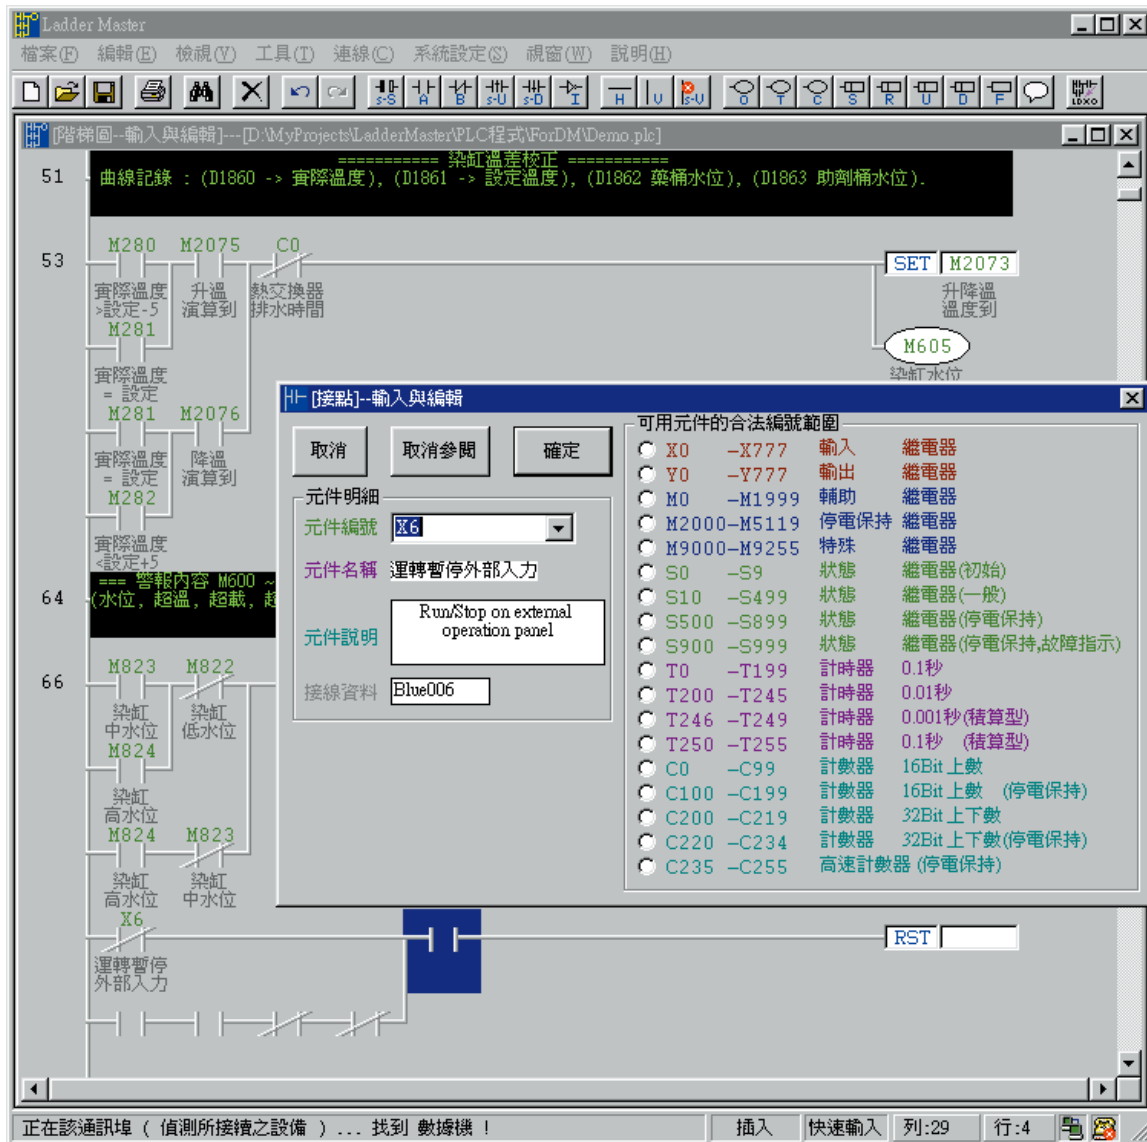 Ladder Master
檔案(F) 編輯(E) 檢視(V) 工具(T) 連線(C) 系統設定(S) 視窗(W) 說明(H)
s-S A B s-U s-D I H V s-V O T C S R U D F LDXO
[階梯圖--輸入與編輯]---[D:\MyProjects\LadderMaster\PLC程式\ForDM\Demo.plc]
=========== 染缸溫差校正 ===========
51 曲線記錄 : (D1860 -> 實際溫度), (D1861 -> 設定溫度), (D1862 藥桶水位), (D1863 助劑桶水位).
M280 M2075 C0
53 SET M2073
實際溫度 升溫 熱交換器 升降溫
>設定-5 演算到 排水時間 溫度到
M281
M605
實際溫度 染缸水位
= 設定
M281 M2076
實際溫度 降溫
= 設定 演算到
M282
實際溫度
<設定+5
=== 警報內容 M600 ~
64 (水位, 超溫, 超載,
M823 M822
66
染缸 染缸
中水位 低水位
M824
染缸
高水位
M824 M823
染缸 染缸
高水位 中水位
X6
RST
運轉暫停
外部入力
[接點]--輸入與編輯
取消 取消參閱 確定
元件明細
元件編號 X6
元件名稱 運轉暫停外部入力
元件說明 Run/Stop on external
operation panel
接線資料 Blue006
可用元件的合法編號範圍
X0 -X777 輸入 繼電器
Y0 -Y777 輸出 繼電器
M0 -M1999 輔助 繼電器
M2000-M5119 停電保持 繼電器
M9000-M9255 特殊 繼電器
S0 -S9 狀態 繼電器(初始)
S10 -S499 狀態 繼電器(一般)
S500 -S899 狀態 繼電器(停電保持)
S900 -S999 狀態 繼電器(停電保持,故障指示)
T0 -T199 計時器 0.1秒
T200 -T245 計時器 0.01秒
T246 -T249 計時器 0.001秒(積算型)
T250 -T255 計時器 0.1秒 (積算型)
C0 -C99 計數器 16Bit 上數
C100 -C199 計數器 16Bit 上數 (停電保持)
C200 -C219 計數器 32Bit 上下數
C220 -C234 計數器 32Bit 上下數(停電保持)
C235 -C255 高速計數器 (停電保持)
正在該通訊埠 ( 偵測所接續之設備 ) ... 找到 數據機 ! 插入 快速輸入 列:29 行:4